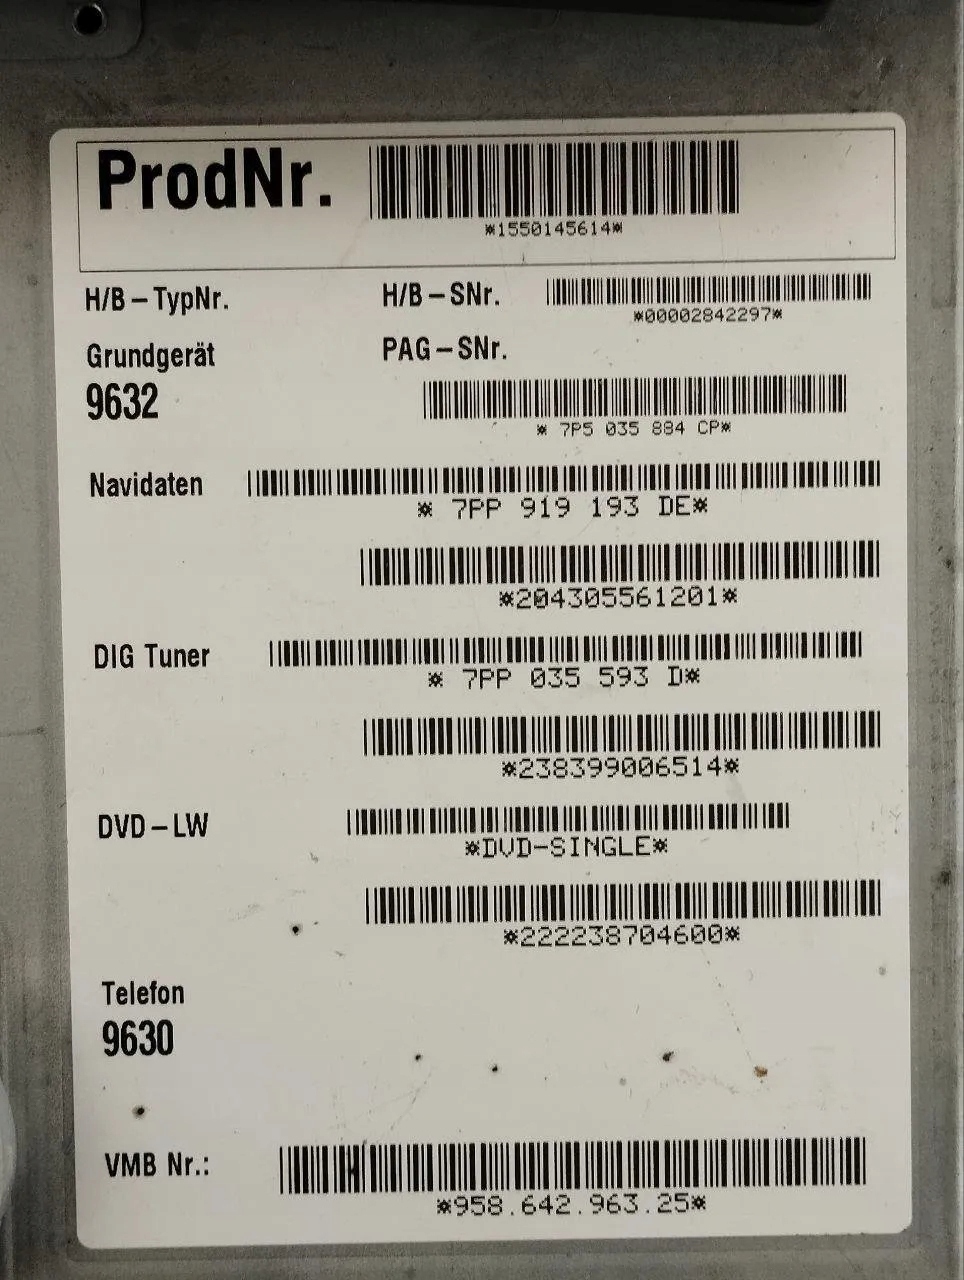 ProdNr.
*1550145614*
H/B-TypNr.
H/B-SNr.
*00002842297*
Grundgerät
9632
PAG-SNr.
* 7P5 035 884 CP*
Navidaten
* 7PP 919 193 DE*
*204305561201*
DIG Tuner
* 7PP 035 593 D*
*238399006514*
DVD-LW
*DVD-SINGLE*
*222238704600*
Telefon
9630
VMB Nr.:
*958.642.963.25*